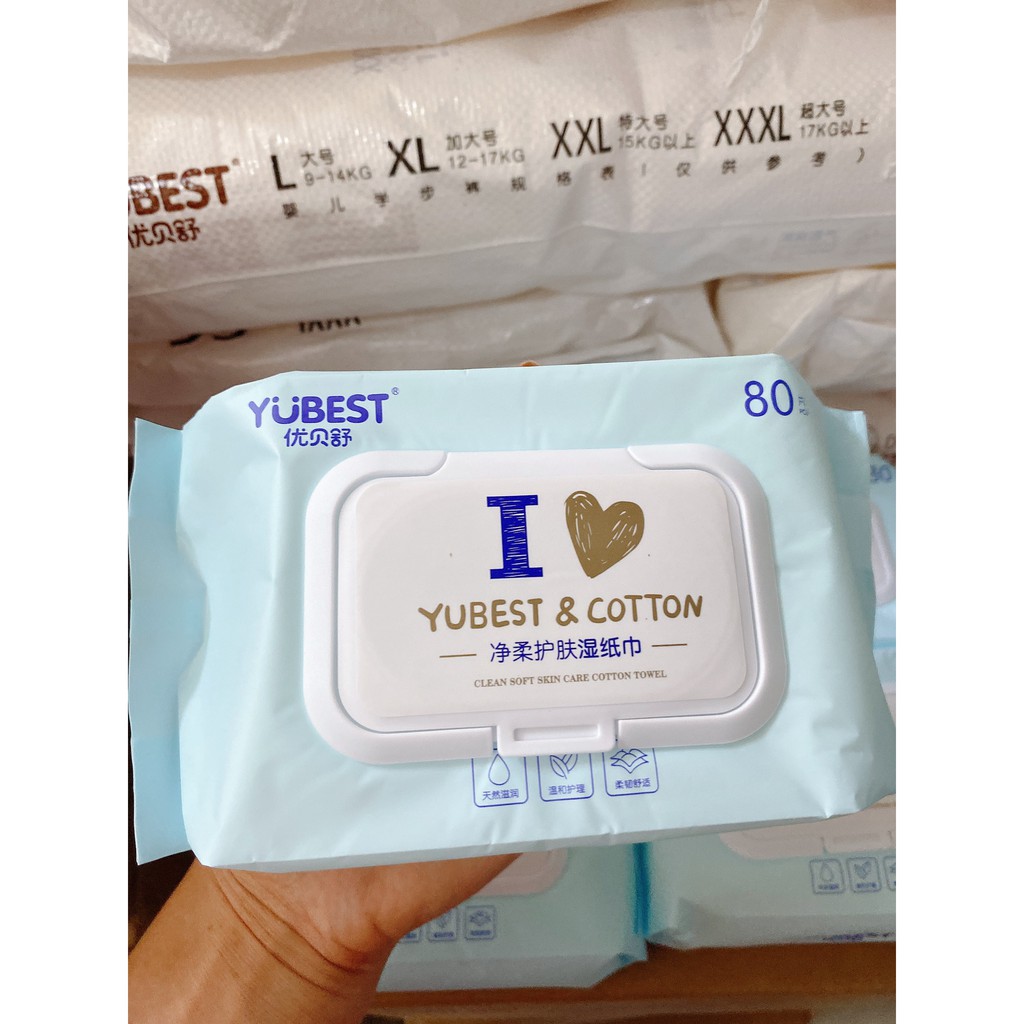 L 大号 9-14KG XL 加大号 12-17KG XXL 特大号 15KG以上 XXXL 超大号 17KG以上
BEST®
优贝舒
婴儿学步裤规格表(仅供参考)
YÜBEST®
优贝舒
80
I
YUBEST & COTTON
净柔护肤湿纸巾
CLEAN SOFT SKIN CARE COTTON TOWEL
天然滋润 温和护理 柔韧舒适
80